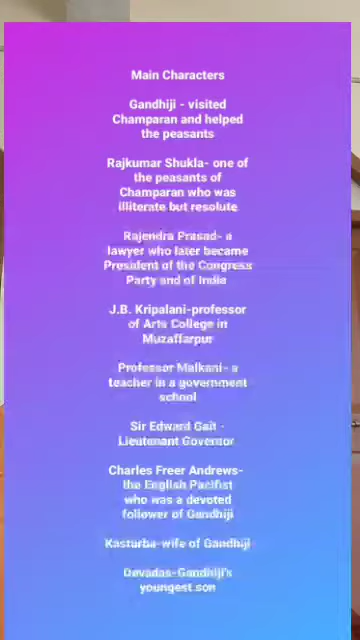 Main Characters
Gandhiji - visited
Champaran and helped
the peasants
Rajkumar Shukla- one of
the peasants of
Champaran who was
illiterate but resolute
Rajendra Prasad- a
lawyer who later became
President of the Congress
Party and of India
J.B. Kripalani-professor
of Arts College in
Muzaffarpur
Professor Malkani- a
teacher in a government
school
Sir Edward Gait -
Lieutenant Governor
Charles Freer Andrews-
the English Pacifist
who was a devoted
follower of Gandhiji
Kasturba-wife of Gandhiji
Devadas-Gandhiji's
youngest son